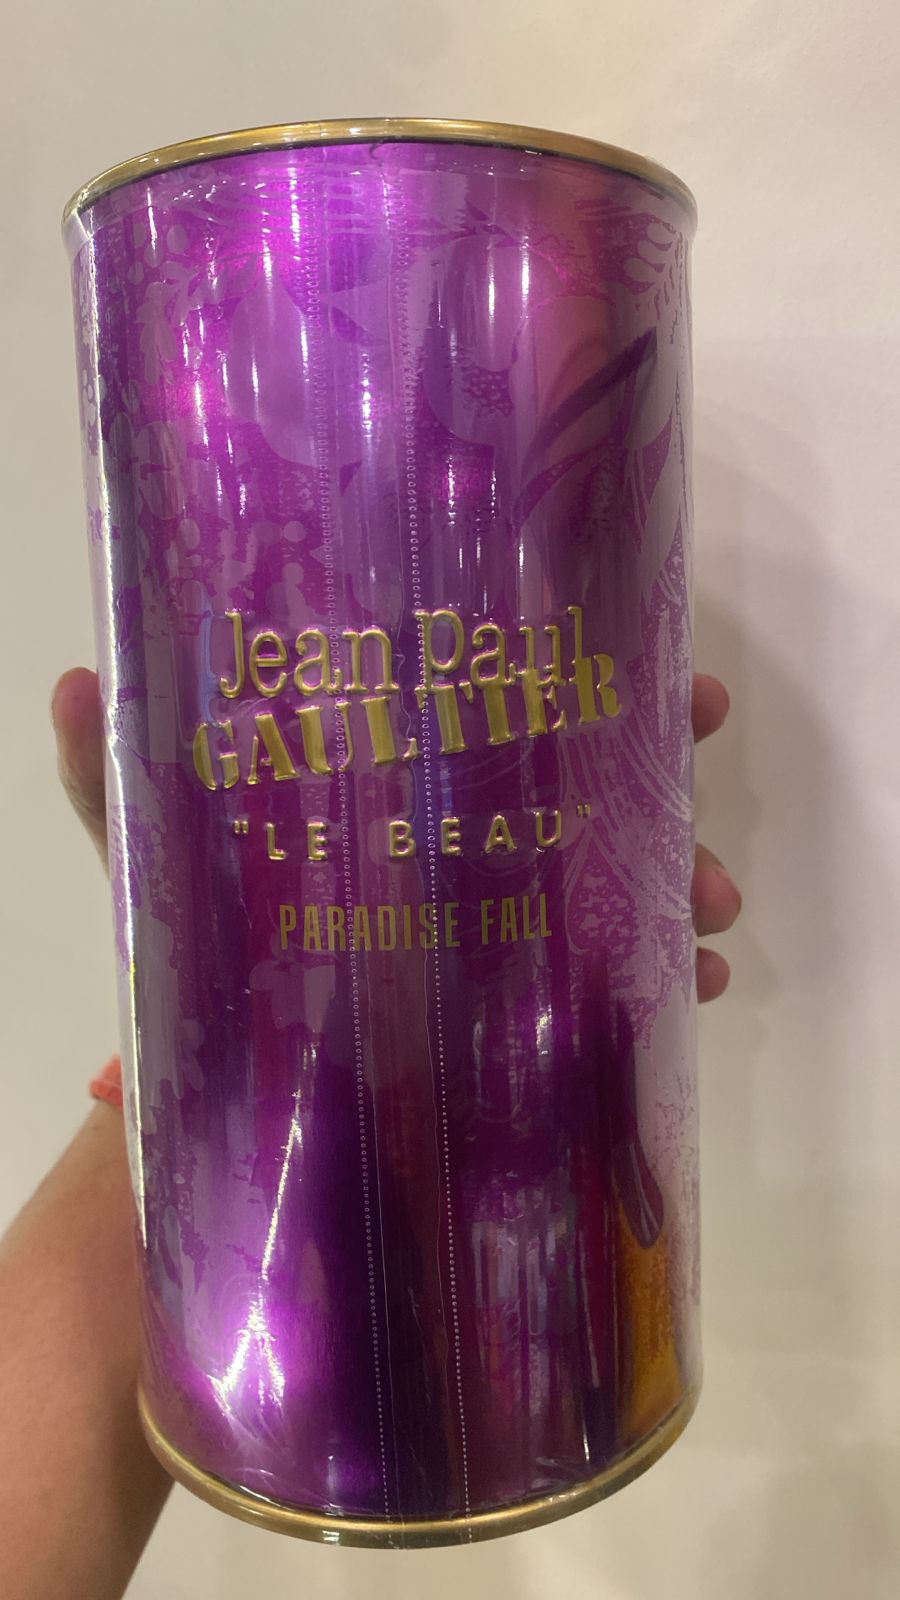 Jean Paul
GAULTIER
"LE BEAU"
PARADISE FALL